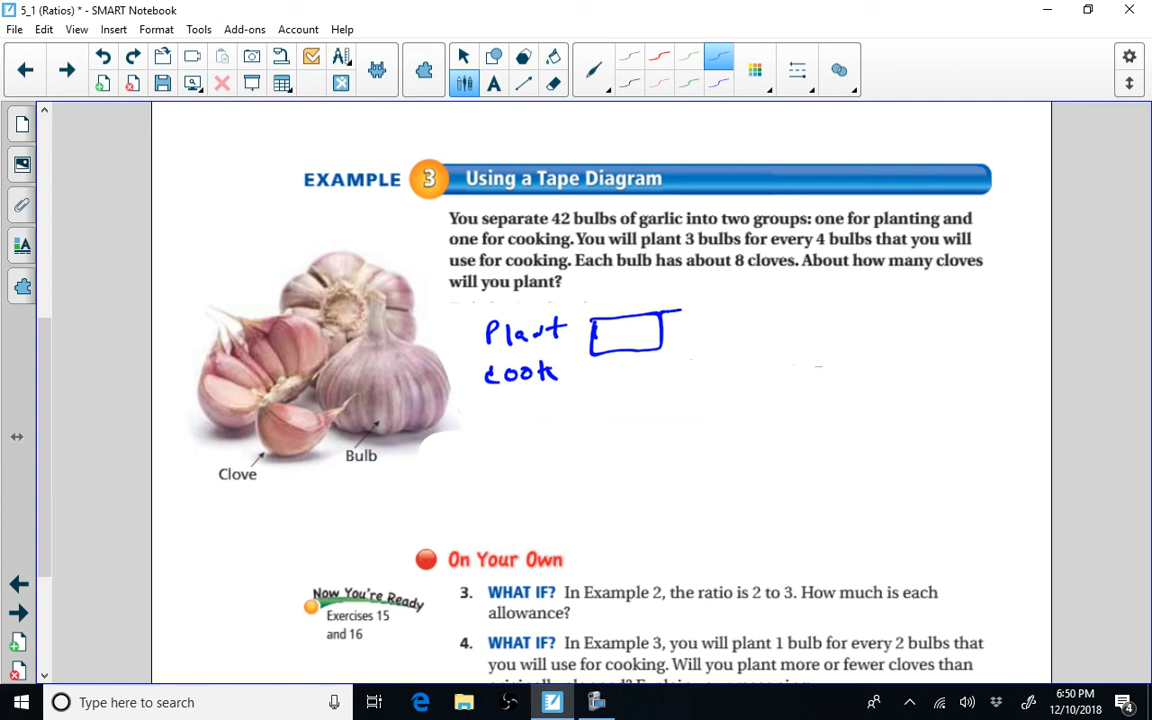 5_1 (Ratios) * - SMART Notebook
File Edit View Insert Format Tools Add-ons Account Help
EXAMPLE 3 Using a Tape Diagram
You separate 42 bulbs of garlic into two groups: one for planting and
one for cooking. You will plant 3 bulbs for every 4 bulbs that you will
use for cooking. Each bulb has about 8 cloves. About how many cloves
will you plant?
Plant
cook
Bulb
Clove
On Your Own
Now You're Ready
Exercises 15
and 16
3. WHAT IF? In Example 2, the ratio is 2 to 3. How much is each
allowance?
4. WHAT IF? In Example 3, you will plant 1 bulb for every 2 bulbs that
you will use for cooking. Will you plant more or fewer cloves than
Type here to search
6:50 PM
12/10/2018
4